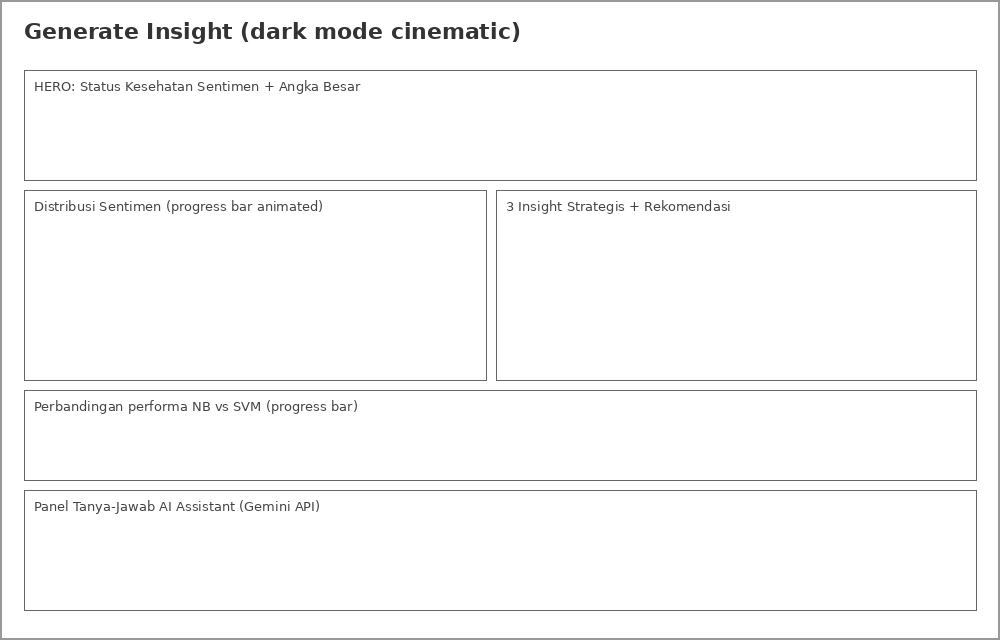 Generate Insight (dark mode cinematic)
HERO: Status Kesehatan Sentimen + Angka Besar
Distribusi Sentimen (progress bar animated)
3 Insight Strategis + Rekomendasi
Perbandingan performa NB vs SVM (progress bar)
Panel Tanya-Jawab AI Assistant (Gemini API)